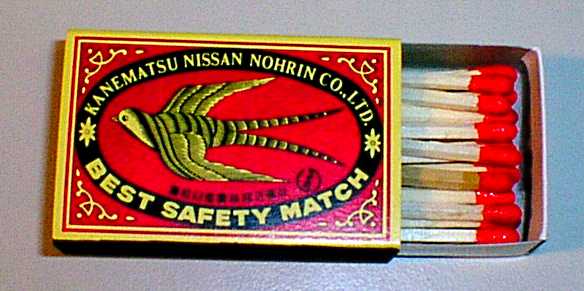 KANEMATSU NISSAN NOHRIN CO.,LTD.
BEST SAFETY MATCH